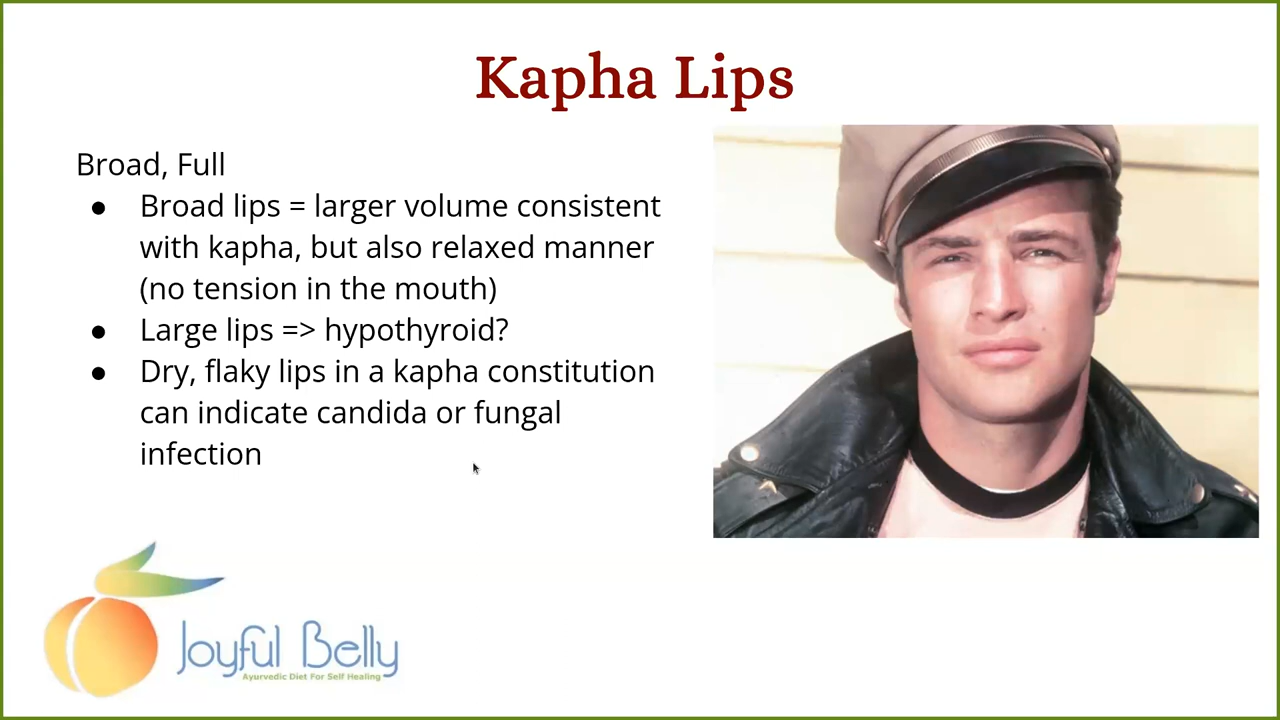 Kapha Lips
Broad, Full
● Broad lips = larger volume consistent
with kapha, but also relaxed manner
(no tension in the mouth)
● Large lips => hypothyroid?
● Dry, flaky lips in a kapha constitution
can indicate candida or fungal
infection
Joyful Belly
Ayurvedic Diet For Self Healing